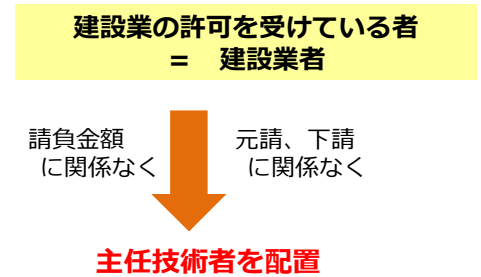 建設業の許可を受けている者
＝　建設業者
請負金額
に関係なく
元請、下請
に関係なく
主任技術者を配置